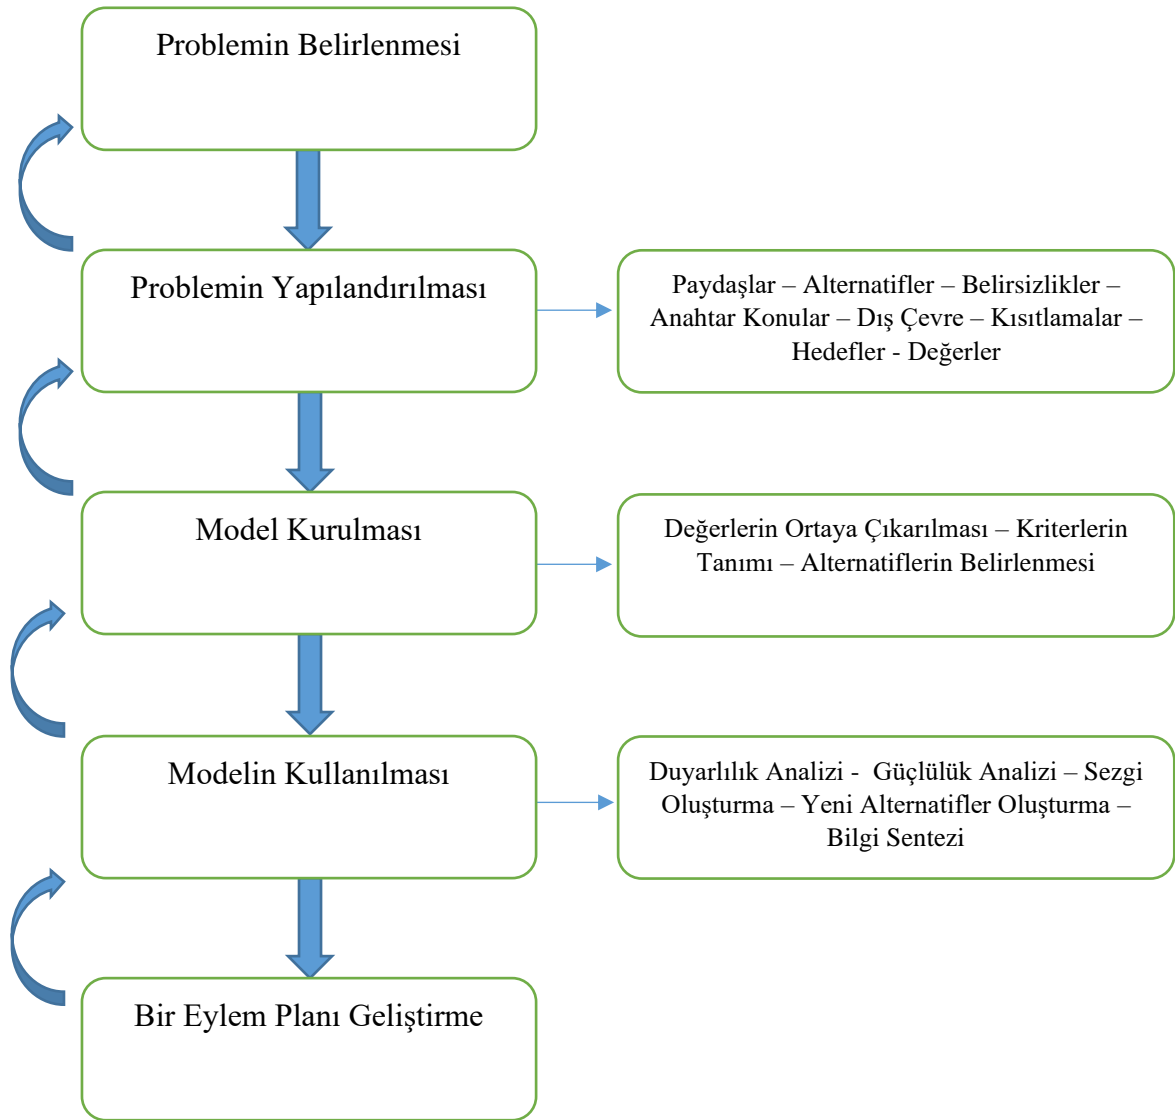 Problemin Belirlenmesi
Problemin Yapılandırılması
Paydaşlar – Alternatifler – Belirsizlikler –
Anahtar Konular – Dış Çevre – Kısıtlamalar –
Hedefler - Değerler
Model Kurulması
Değerlerin Ortaya Çıkarılması – Kriterlerin
Tanımı – Alternatiflerin Belirlenmesi
Modelin Kullanılması
Duyarlılık Analizi - Güçlülük Analizi – Sezgi
Oluşturma – Yeni Alternatifler Oluşturma –
Bilgi Sentezi
Bir Eylem Planı Geliştirme